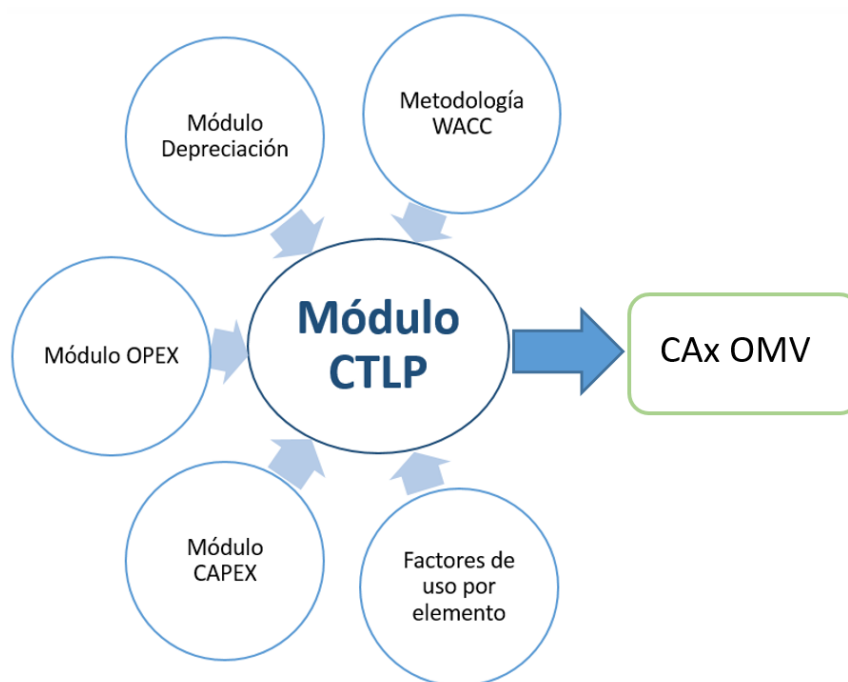 Metodología
WACC
Módulo
Depreciación
Módulo
CTLP
CAx OMV
Módulo OPEX
Módulo
CAPEX
Factores de
uso por
elemento